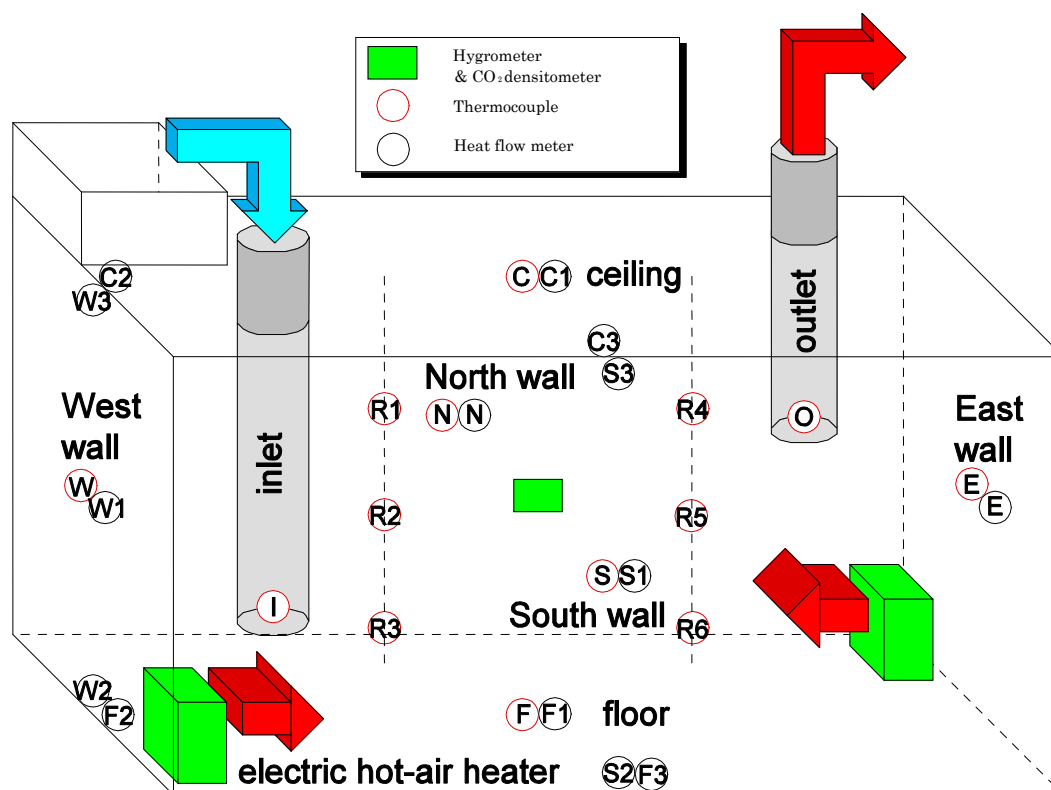 Hygrometer
& CO₂densitometer
Thermocouple
Heat flow meter
C2
W3
C C1 ceiling
C3
S3
North wall
N N
R1
R4
O
outlet
West
wall
W
W1
inlet
East
wall
E
E
R2
R5
S S1
South wall
I
R3
R6
W2
F2
F F1 floor
electric hot-air heater
S2 F3